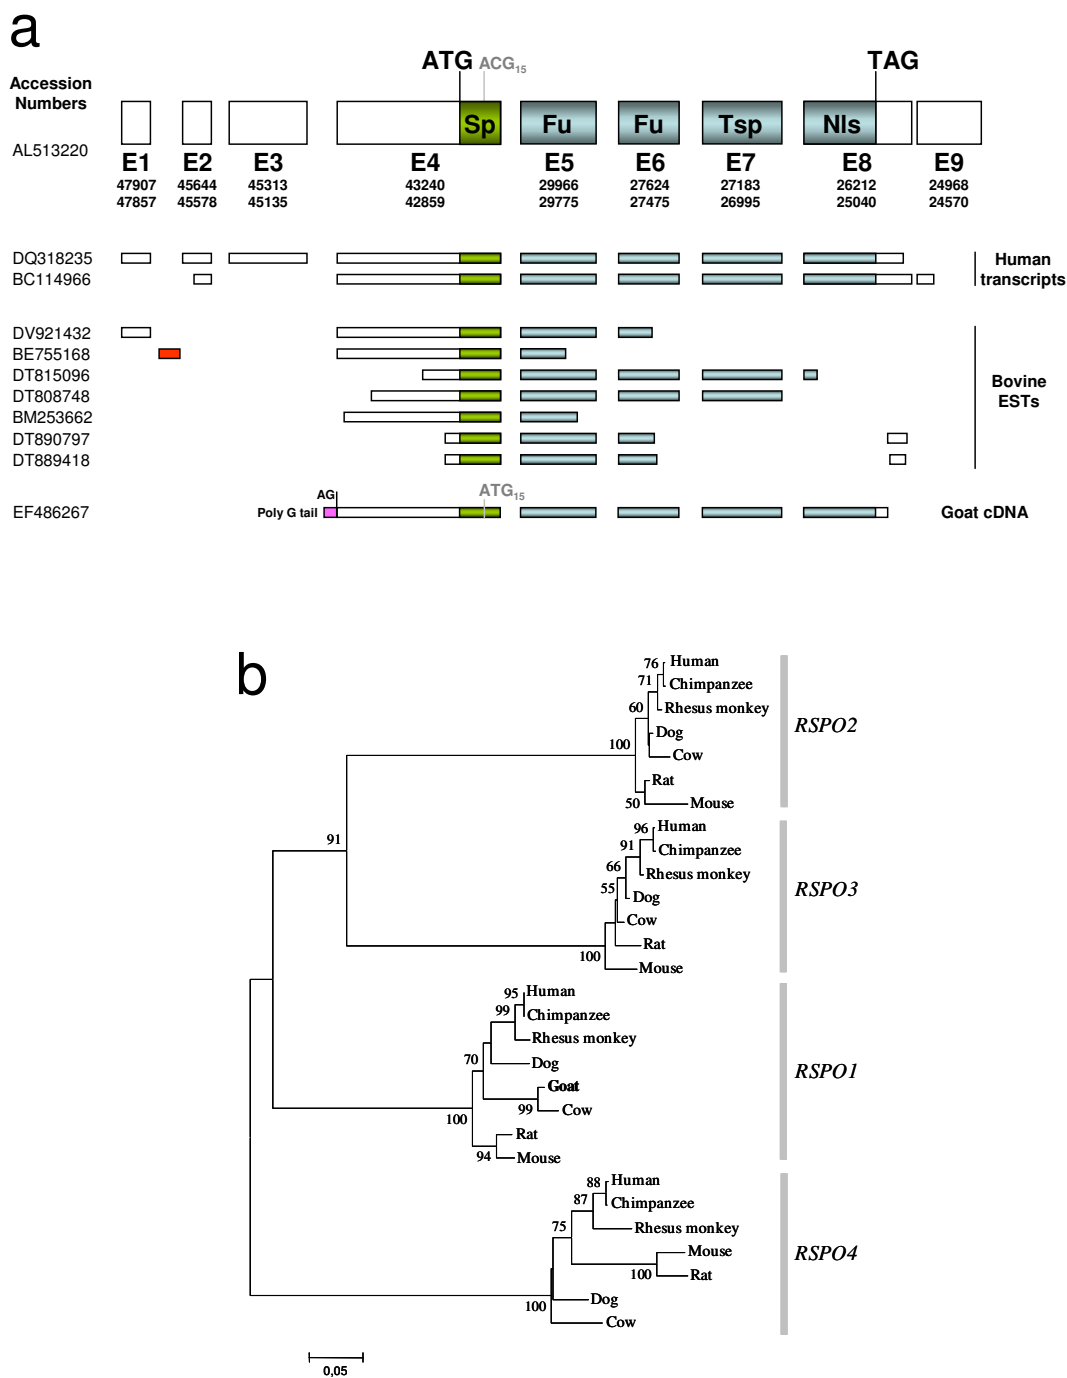 a
ATG ACG15 TAG
Accession
Numbers
Sp Fu Fu Tsp Nls
AL513220
E1 E2 E3 E4 E5 E6 E7 E8 E9
47907 45644 45313 43240 29966 27624 27183 26212 24968
47857 45578 45135 42859 29775 27475 26995 25040 24570
DQ318235
BC114966
Human
transcripts
DV921432
BE755168
DT815096
DT808748
BM253662
DT890797
DT889418
Bovine
ESTs
AG ATG15
EF486267 Poly G tail Goat cDNA
b
76 Human
71 Chimpanzee
60 Rhesus monkey
Dog
100 Cow
Rat
50 Mouse
RSPO2
96 Human
91 Chimpanzee
66 Rhesus monkey
55 Dog
Cow
Rat
100 Mouse
RSPO3
91
95 Human
99 Chimpanzee
Rhesus monkey
70 Dog
Goat
99 Cow
100 Rat
94 Mouse
RSPO1
88 Human
87 Chimpanzee
75 Rhesus monkey
Mouse
100 Rat
100 Dog
Cow
RSPO4
0,05